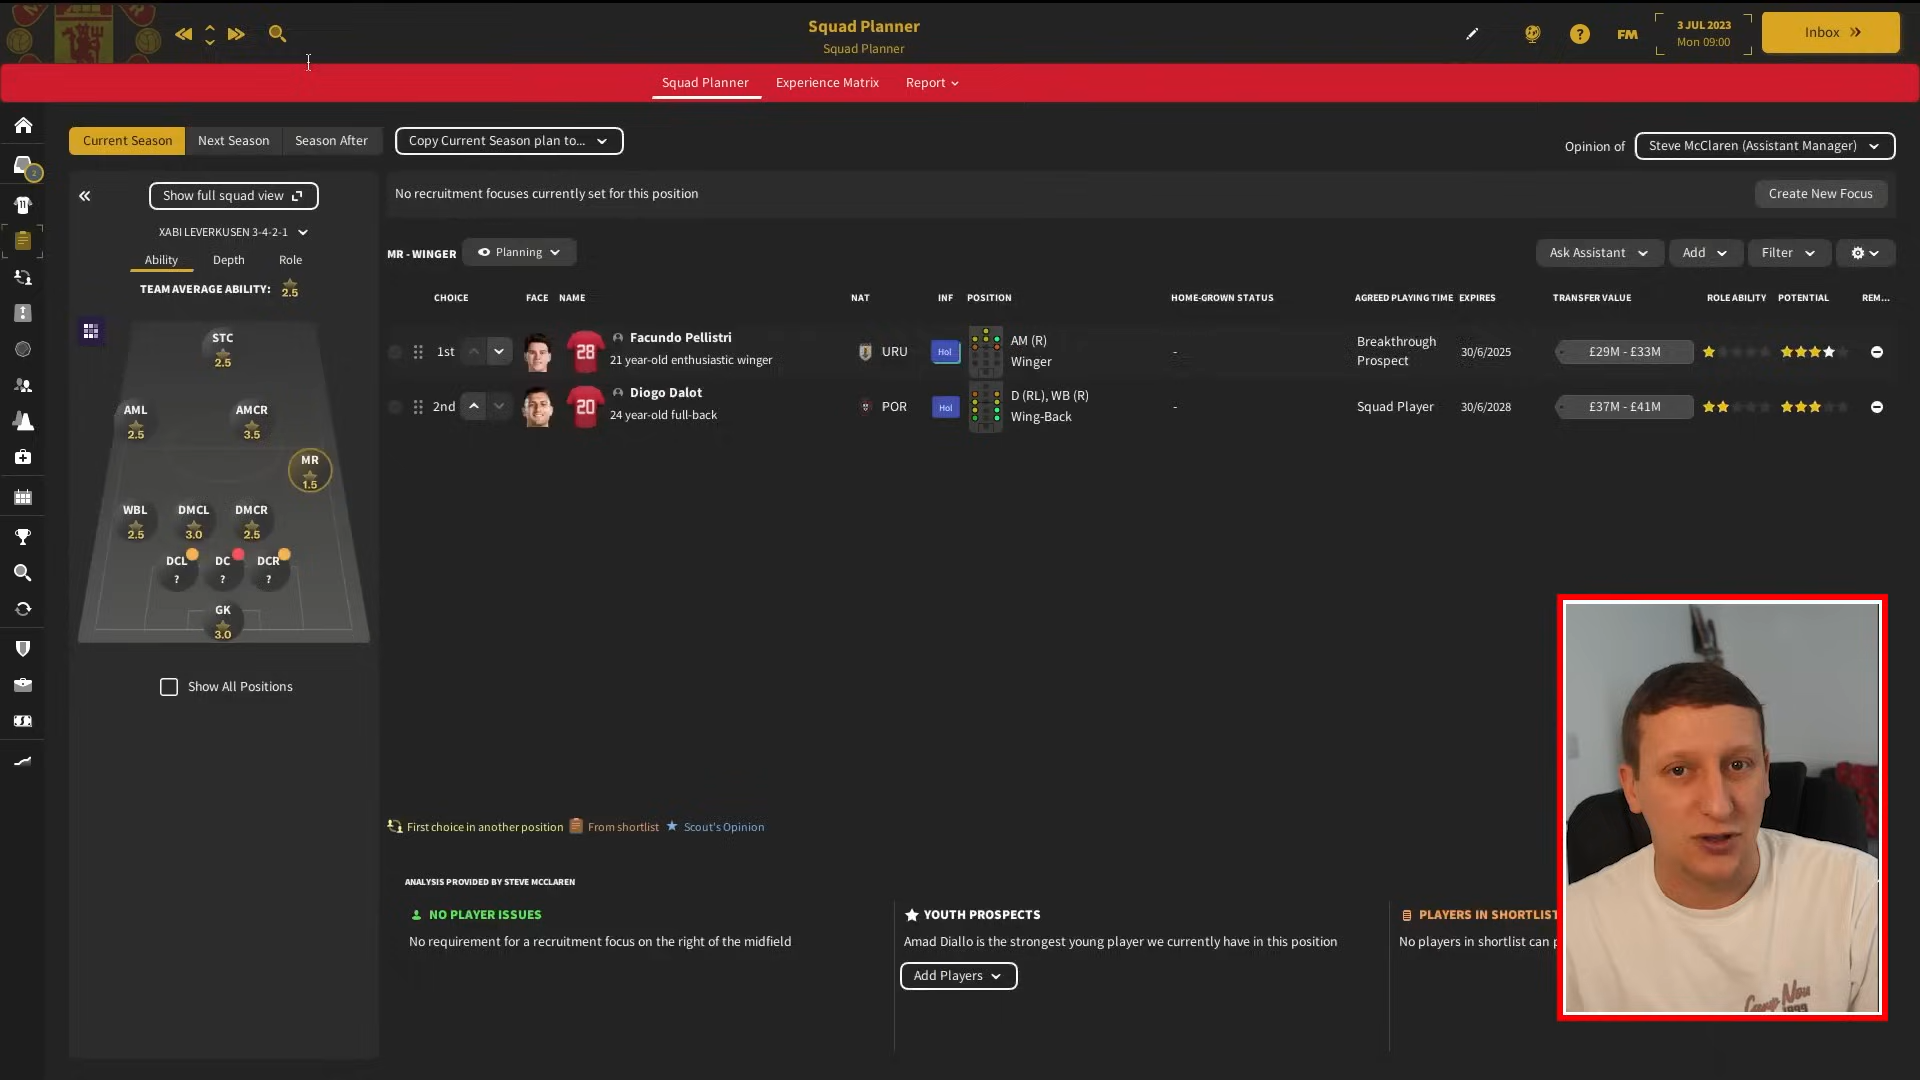 Squad Planner
Squad Planner
FM
3 JUL 2023
Mon 09:00
Inbox
Squad Planner
Experience Matrix
Report
Current Season
Next Season
Season After
Copy Current Season plan to...
Opinion of
Steve McClaren (Assistant Manager)
2
Show full squad view
No recruitment focuses currently set for this position
Create New Focus
XABI LEVERKUSEN 3-4-2-1
Ability
Depth
Role
TEAM AVERAGE ABILITY:
2.5
MR - WINGER
Planning
Ask Assistant
Add
Filter
CHOICE
FACE
NAME
NAT
INF
POSITION
HOME-GROWN STATUS
AGREED PLAYING TIME
EXPIRES
TRANSFER VALUE
ROLE ABILITY
POTENTIAL
REM...
1st
28
Facundo Pellistri
21 year-old enthusiastic winger
URU
Hol
AM (R)
Winger
-
Breakthrough
Prospect
30/6/2025
£29M - £33M
2nd
20
Diogo Dalot
24 year-old full-back
POR
Hol
D (RL), WB (R)
Wing-Back
-
Squad Player
30/6/2028
£37M - £41M
STC
2.5
AML
2.5
AMCR
3.5
MR
1.5
WBL
2.5
DMCL
3.0
DMCR
2.5
DCL
?
DC
?
DCR
?
GK
3.0
Show All Positions
First choice in another position
From shortlist
Scout's Opinion
ANALYSIS PROVIDED BY STEVE MCCLAREN
NO PLAYER ISSUES
No requirement for a recruitment focus on the right of the midfield
YOUTH PROSPECTS
Amad Diallo is the strongest young player we currently have in this position
Add Players
PLAYERS IN SHORTLIST
No players in shortlist can
Camp Nou
1899